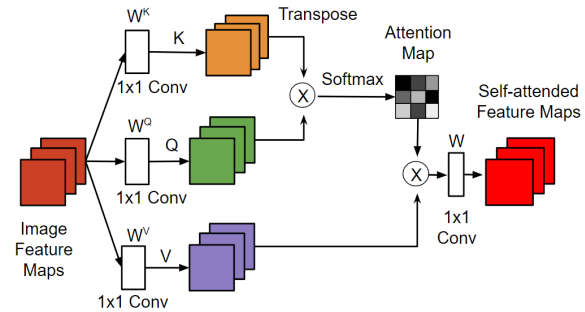 W^K
K
1x1 Conv
Transpose
Softmax
Attention
Map
Self-attended
Feature Maps
X
W^Q
Q
1x1 Conv
Image
Feature
Maps
X
W
1x1
Conv
W^V
V
1x1 Conv